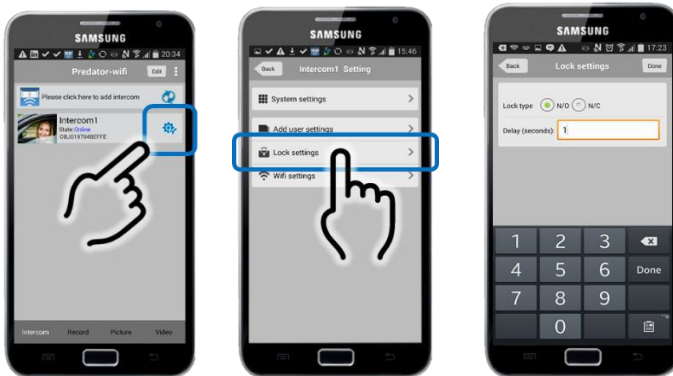 SAMSUNG
20:34
Predator-wifi
Edit
Please click here to add intercom
Intercom1
State:Online
OBJ019794BEFFE
Intercom
Record
Picture
Video
SAMSUNG
15:46
Back
Intercom1 Setting
System settings
Add user settings
Lock settings
Wifi settings
SAMSUNG
17:23
Back
Lock settings
Done
Lock type
N/O
N/C
Delay (seconds):
1
1 2 3
4 5 6 Done
7 8 9
0